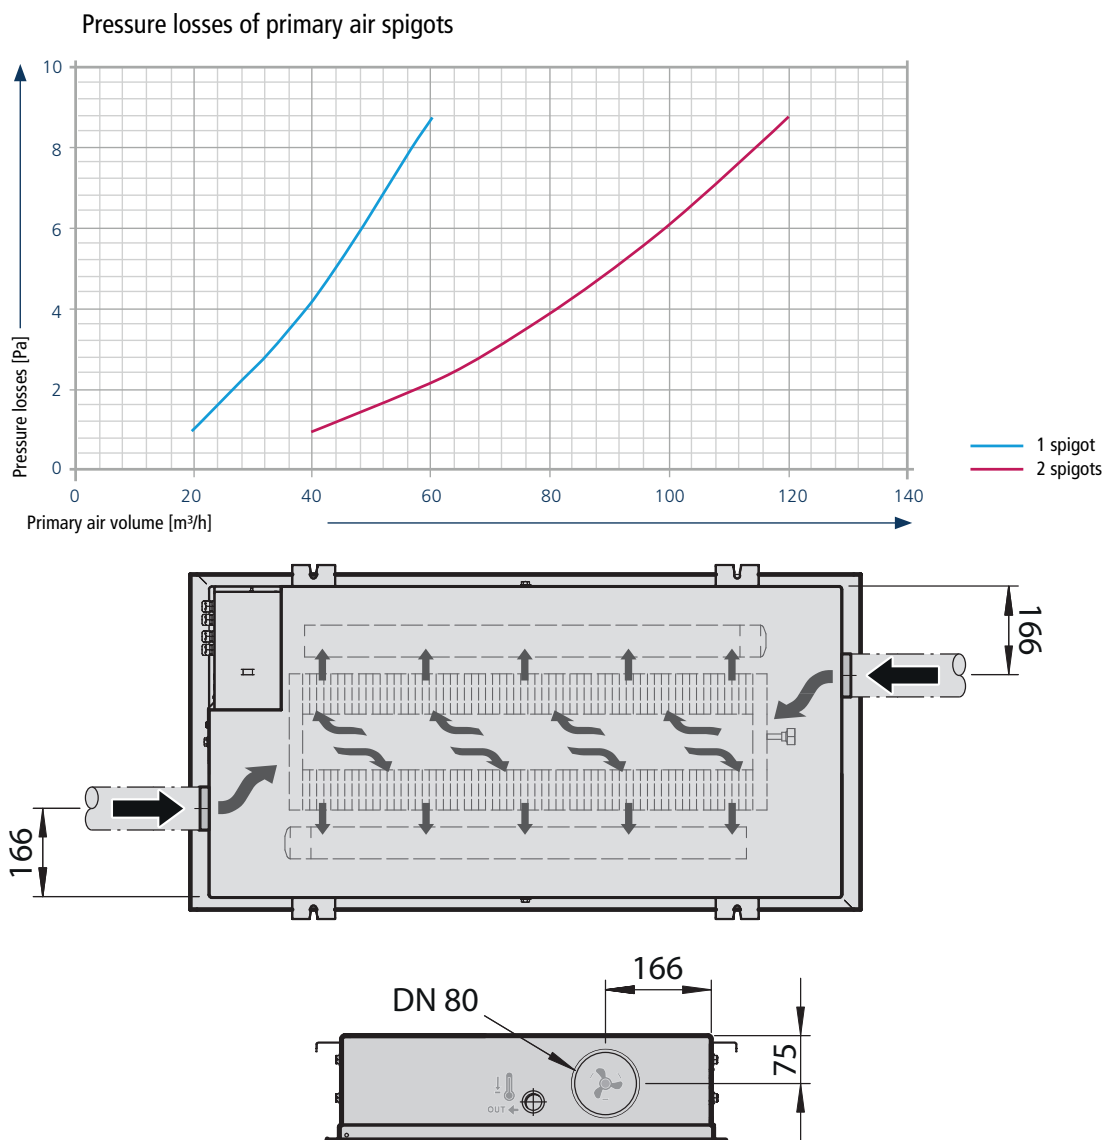 Pressure losses of primary air spigots
10
8
6
4
2
0
Pressure losses [Pa]
0 20 40 60 80 100 120 140
Primary air volume [m³/h]
1 spigot
2 spigots
166
166
166
DN 80
75
OUT